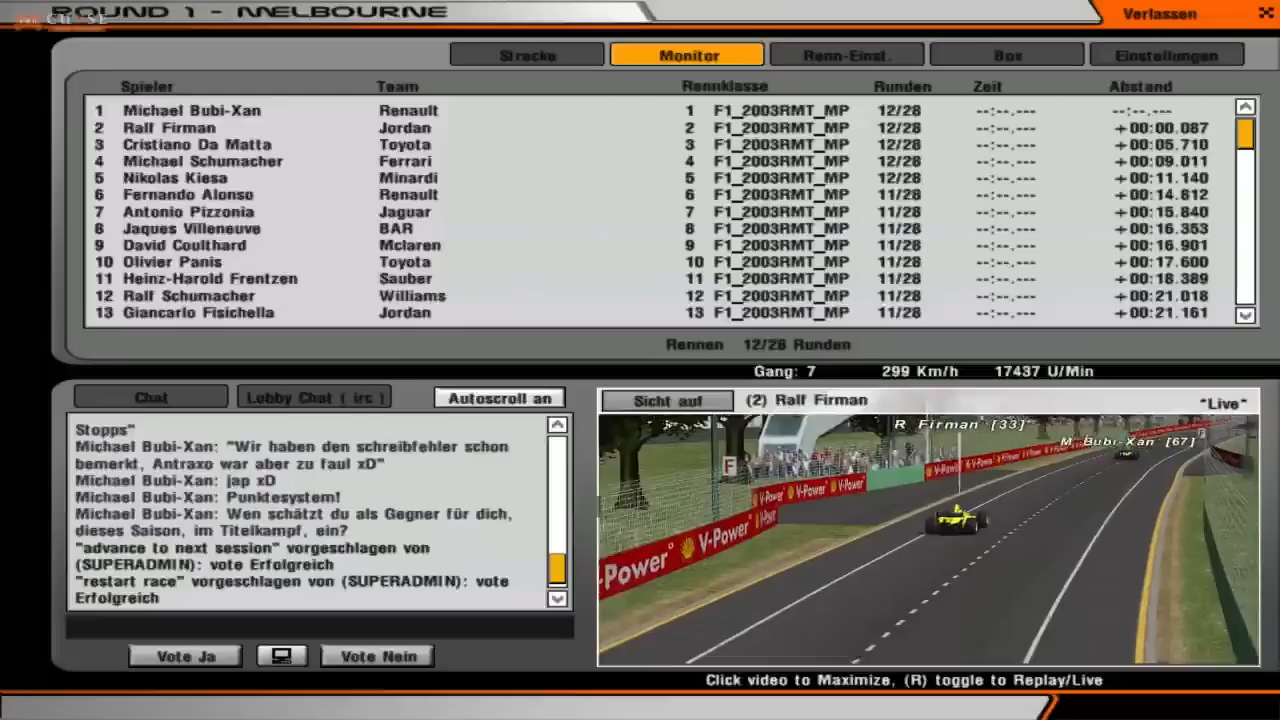 ROUND 1 - MELBOURNE
Verlassen
Strecke Monitor Renn-Einst. Box Einstellungen
Spieler Team Rennklasse Runden Zeit Abstand
1 Michael Bubi-Xan Renault 1 F1_2003RMT_MP 12/28 --:--.--- --:--.---
2 Ralf Firman Jordan 2 F1_2003RMT_MP 12/28 --:--.--- +00:00.087
3 Cristiano Da Matta Toyota 3 F1_2003RMT_MP 12/28 --:--.--- +00:05.710
4 Michael Schumacher Ferrari 4 F1_2003RMT_MP 12/28 --:--.--- +00:09.011
5 Nikolas Kiesa Minardi 5 F1_2003RMT_MP 12/28 --:--.--- +00:11.140
6 Fernando Alonso Renault 6 F1_2003RMT_MP 11/28 --:--.--- +00:14.612
7 Antonio Pizzonia Jaguar 7 F1_2003RMT_MP 11/28 --:--.--- +00:15.840
8 Jaques Villeneuve BAR 8 F1_2003RMT_MP 11/28 --:--.--- +00:16.353
9 David Coulthard Mclaren 9 F1_2003RMT_MP 11/28 --:--.--- +00:16.901
10 Olivier Panis Toyota 10 F1_2003RMT_MP 11/28 --:--.--- +00:17.600
11 Heinz-Harold Frentzen Sauber 11 F1_2003RMT_MP 11/28 --:--.--- +00:18.389
12 Ralf Schumacher Williams 12 F1_2003RMT_MP 11/28 --:--.--- +00:21.018
13 Giancarlo Fisichella Jordan 13 F1_2003RMT_MP 11/28 --:--.--- +00:21.161
Rennen 12/28 Runden
Gang: 7 299 Km/h 17437 U/Min
Chat Lobby Chat ( irc ) Autoscroll an
Stopps"
Michael Bubi-Xan: "Wir haben den schreibfehler schon
bemerkt, Antraxo war aber zu faul xD"
Michael Bubi-Xan: jap xD
Michael Bubi-Xan: Punktesystem!
Michael Bubi-Xan: Wen schätzt du als Gegner für dich,
dieses Saison, im Titelkampf, ein?
"advance to next session" vorgeschlagen von
(SUPERADMIN): vote Erfolgreich
"restart race" vorgeschlagen von (SUPERADMIN): vote
Erfolgreich
Vote Ja Vote Nein
Sicht auf (2) Ralf Firman "Live"
R Firman [33]
M Bubi-Xan [67]
F
V-Power V-Power V-Power
V-Power
V-Power V-Power
Click video to Maximize, (R) toggle to Replay/Live